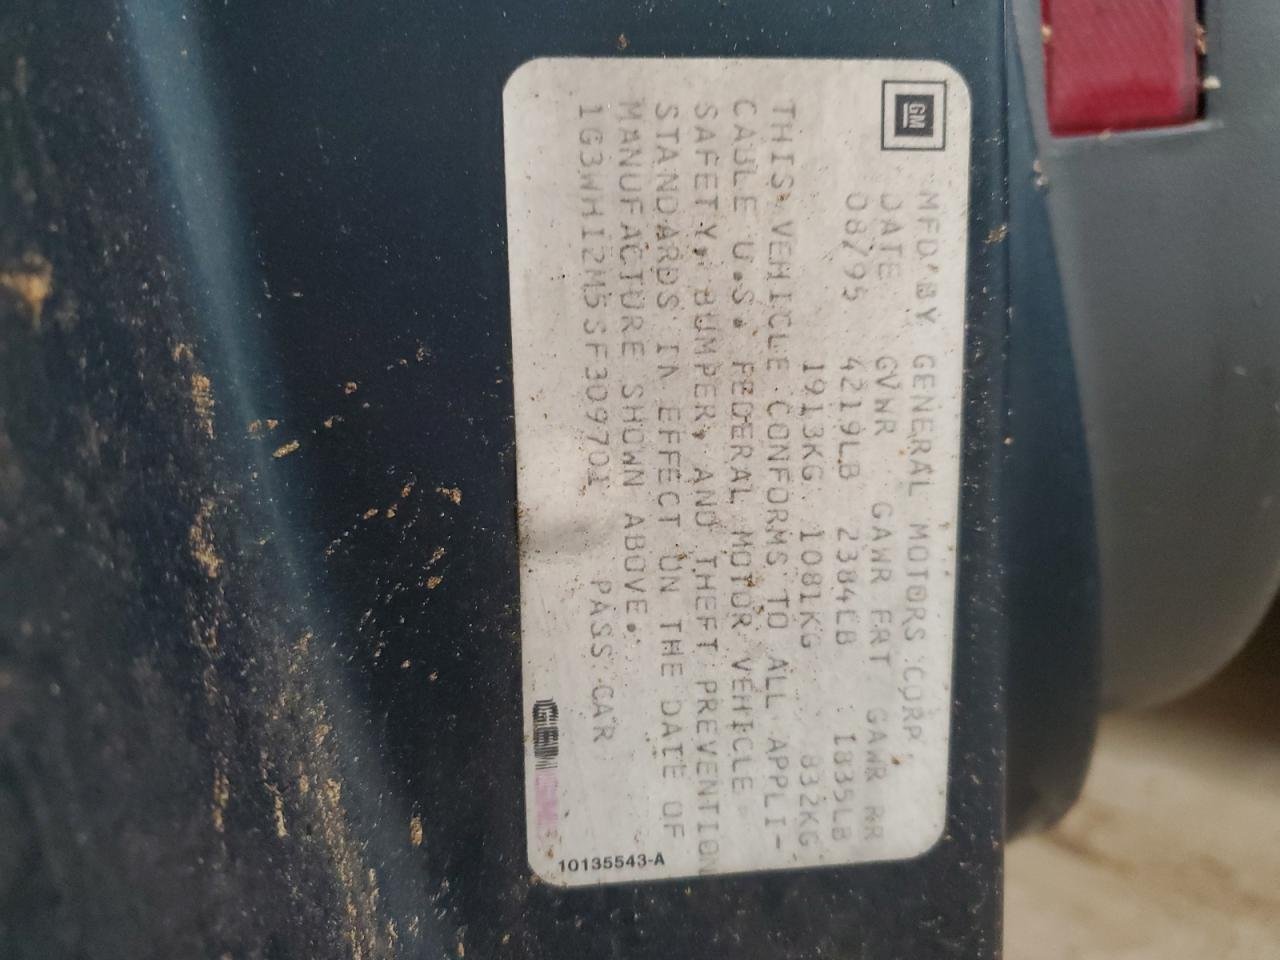 GM
MFD'BY GENERAL MOTORS CORP
DATE GVWR GAWR FRT GAWR RR
08/95 4219LB 2384LB 1835LB
1913KG 1081KG 832KG
THIS VEHICLE CONFORMS TO ALL APPLI-
CABLE U.S. FEDERAL MOTOR VEHICLE
SAFETY, BUMPER, AND THEFT PREVENTION
STANDARDS IN EFFECT ON THE DATE OF
MANUFACTURE SHOWN ABOVE.
1G3WH12M5SF309701 PASS CAR
GEN GM
10135543-A